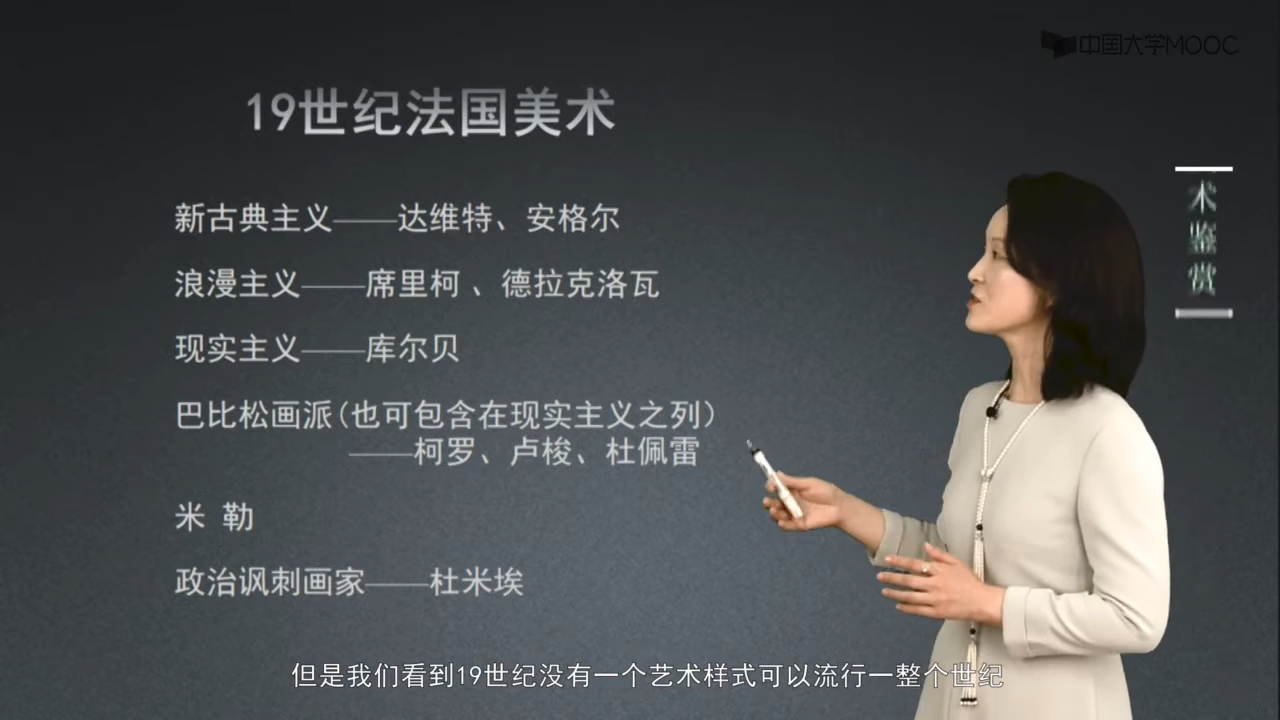 中国大学MOOC
19世纪法国美术
术鉴赏
新古典主义——达维特、安格尔
浪漫主义——席里柯、德拉克洛瓦
现实主义——库尔贝
巴比松画派(也可包含在现实主义之列)
——柯罗、卢梭、杜佩雷
米 勒
政治讽刺画家——杜米埃
但是我们看到19世纪没有一个艺术样式可以流行一整个世纪